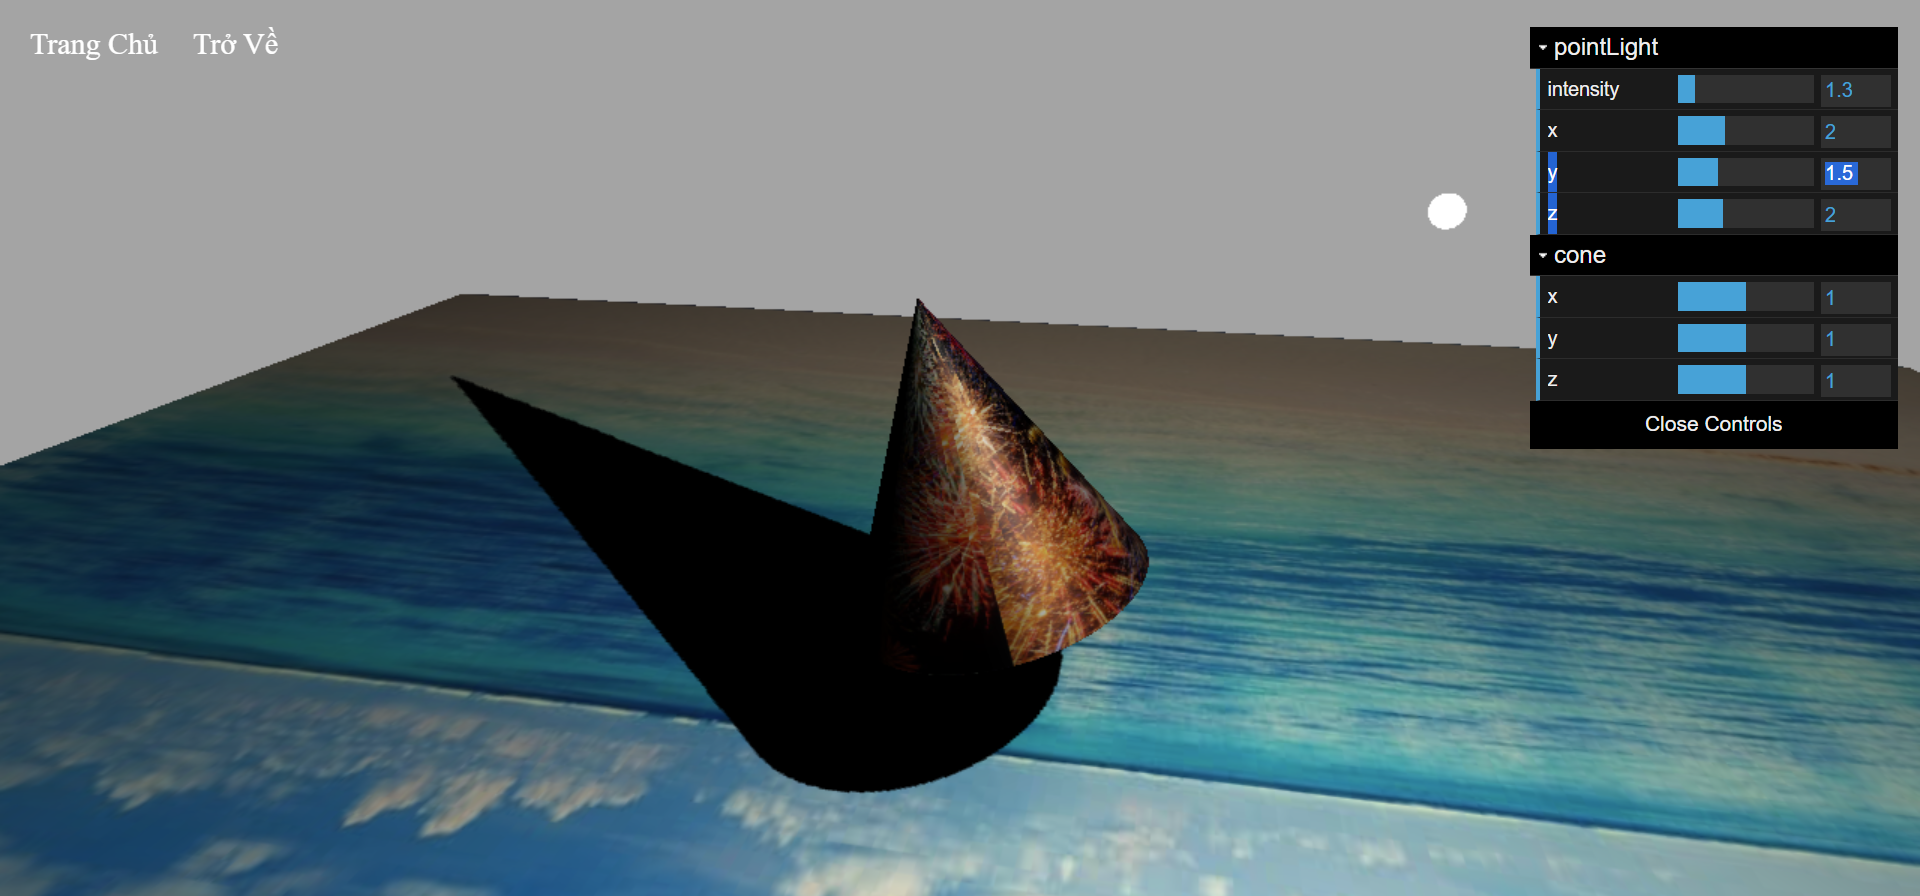 Trang Chủ Trở Về
pointLight
intensity 1.3
x 2
y 1.5
z 2
cone
x 1
y 1
z 1
Close Controls